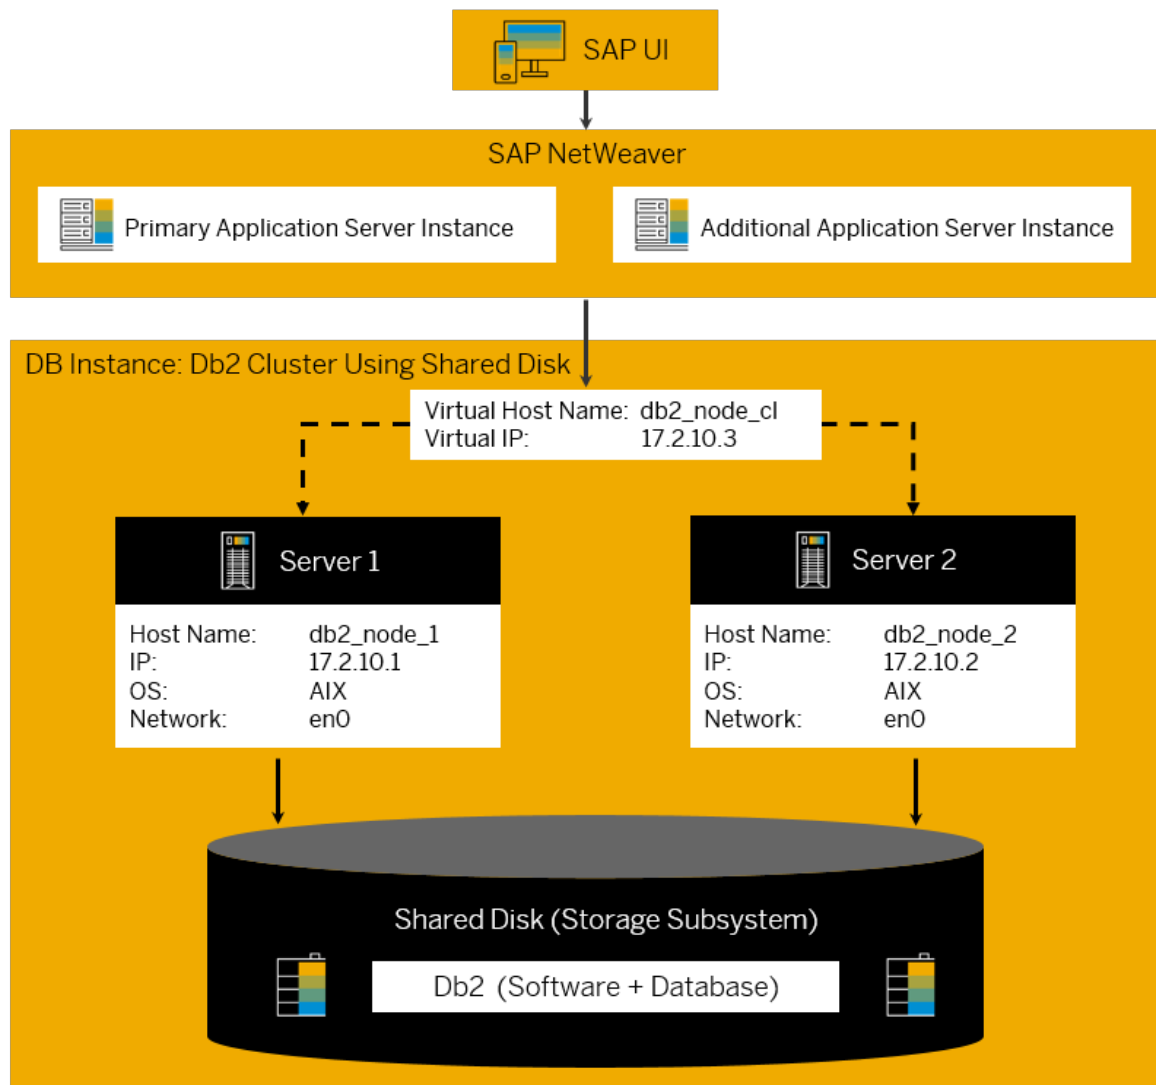 SAP UI
SAP NetWeaver
Primary Application Server Instance
Additional Application Server Instance
DB Instance: Db2 Cluster Using Shared Disk
Virtual Host Name: db2_node_cl
Virtual IP: 17.2.10.3
Server 1
Host Name: db2_node_1
IP: 17.2.10.1
OS: AIX
Network: en0
Server 2
Host Name: db2_node_2
IP: 17.2.10.2
OS: AIX
Network: en0
Shared Disk (Storage Subsystem)
Db2 (Software + Database)